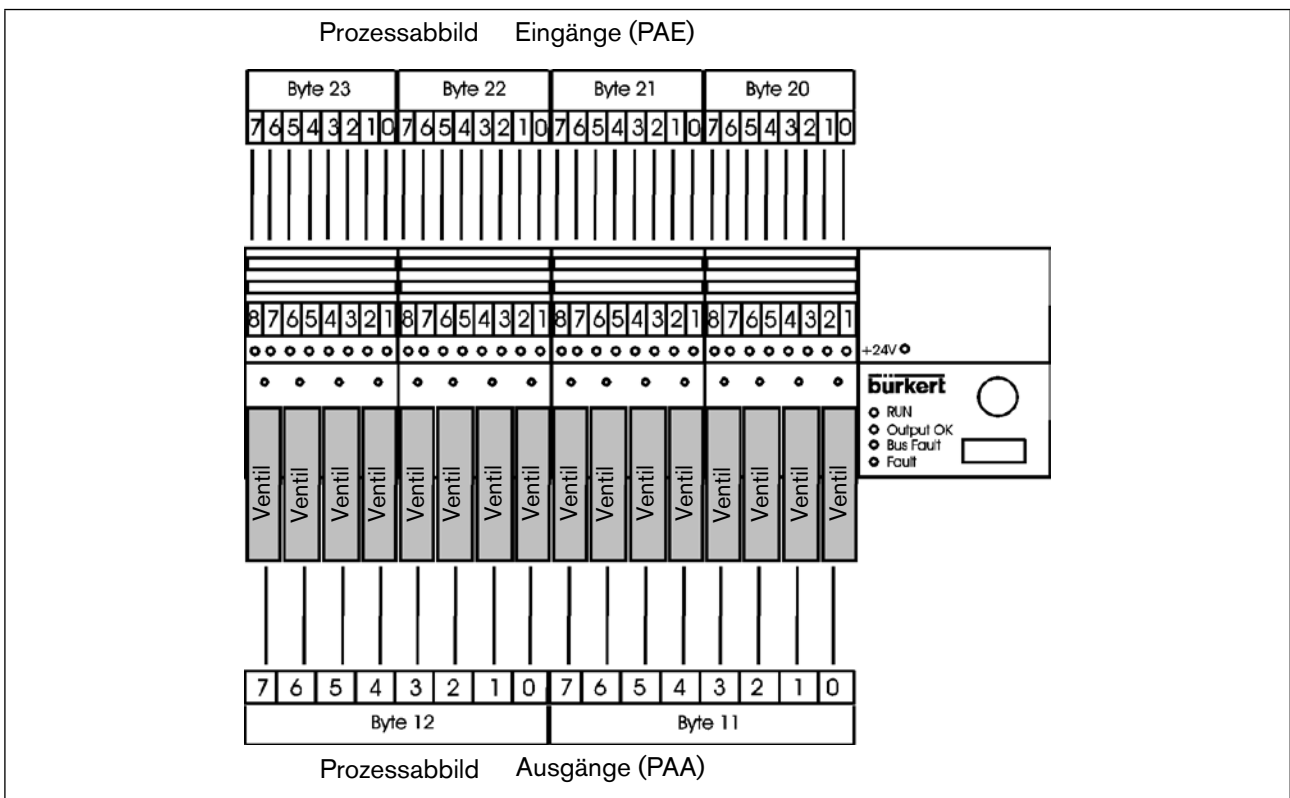 Prozessabbild Eingänge (PAE)
Byte 23 Byte 22 Byte 21 Byte 20
7 6 5 4 3 2 1 0 7 6 5 4 3 2 1 0 7 6 5 4 3 2 1 0 7 6 5 4 3 2 1 0
8 7 6 5 4 3 2 1 8 7 6 5 4 3 2 1 8 7 6 5 4 3 2 1 8 7 6 5 4 3 2 1
+24V
bürkert
RUN
Output OK
Bus Fault
Fault
Ventil Ventil Ventil Ventil Ventil Ventil Ventil Ventil Ventil Ventil Ventil Ventil Ventil Ventil Ventil Ventil
7 6 5 4 3 2 1 0 7 6 5 4 3 2 1 0
Byte 12 Byte 11
Prozessabbild Ausgänge (PAA)